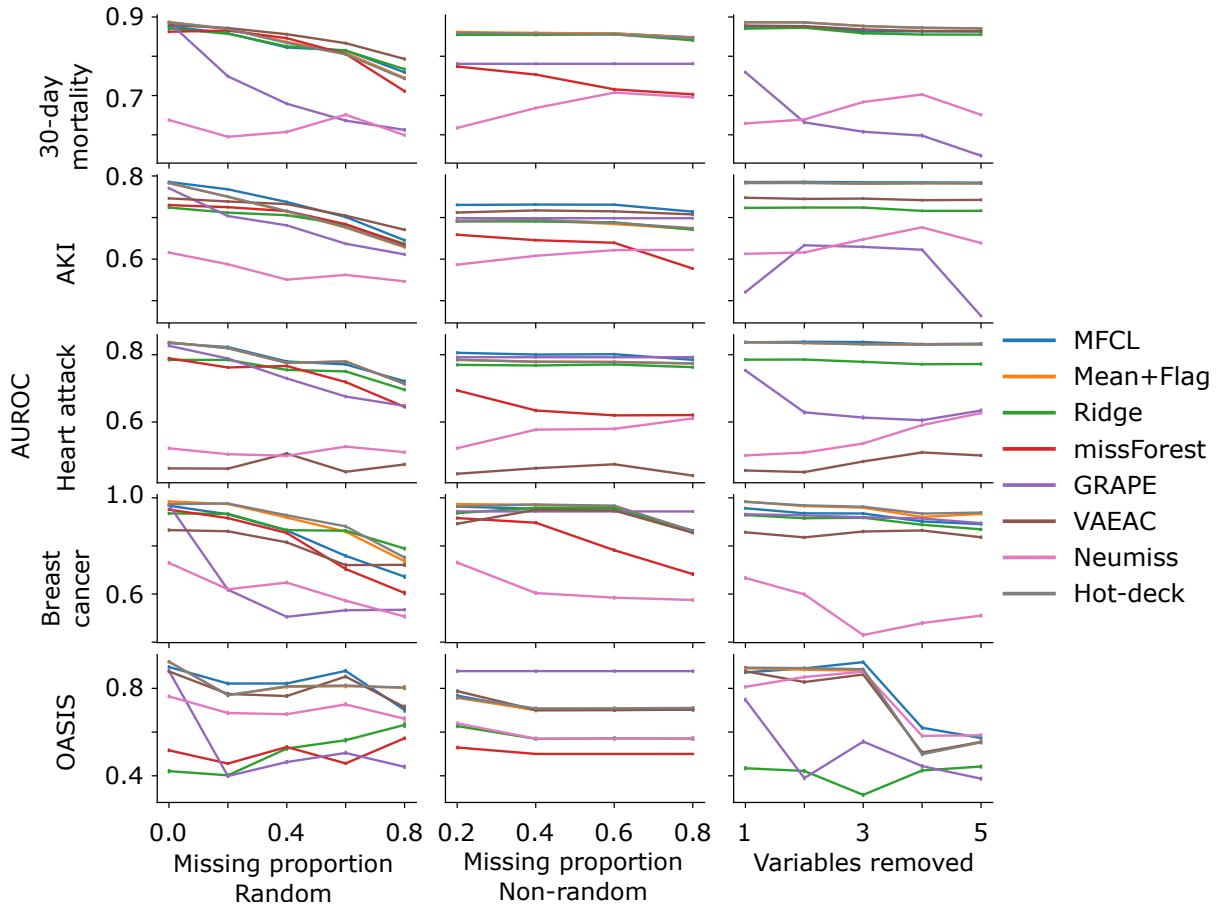 AUROC
30-day
mortality
0.9
0.7
AKI
0.8
0.6
Heart attack
0.8
0.6
Breast
cancer
1.0
0.6
OASIS
0.8
0.4
0.0 0.4 0.8
Missing proportion
Random
0.2 0.4 0.6 0.8
Missing proportion
Non-random
1 3 5
Variables removed
MFCL
Mean+Flag
Ridge
missForest
GRAPE
VAEAC
Neumiss
Hot-deck